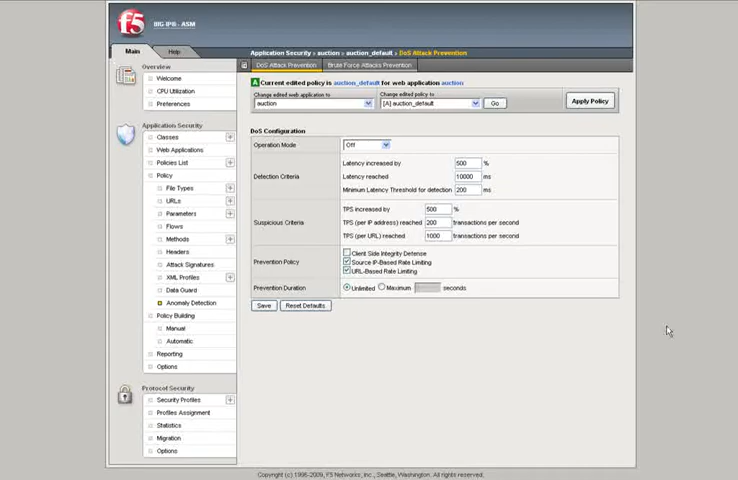 f5
BIG-IP® - ASM
Main
Help
Overview
Welcome
CPU Utilization
Preferences
Application Security
Classes
Web Applications
Policies List
Policy
File Types
URLs
Parameters
Flows
Methods
Headers
Attack Signatures
XML Profiles
Data Guard
Anomaly Detection
Policy Building
Manual
Automatic
Reporting
Options
Protocol Security
Security Profiles
Profiles Assignment
Statistics
Migration
Options
Application Security >> auction >> auction_default >> DoS Attack Prevention
DoS Attack Prevention
Brute Force Attacks Prevention
A Current edited policy is auction_default for web application auction
Change edited web application to
auction
Change edited policy to
[A] auction_default
Go
Apply Policy
DoS Configuration
Operation Mode
Off
Detection Criteria
Latency increased by 500 %
Latency reached 10000 ms
Minimum Latency Threshold for detection 200 ms
Suspicious Criteria
TPS increased by 500 %
TPS (per IP address) reached 200 transactions per second
TPS (per URL) reached 1000 transactions per second
Prevention Policy
Client Side Integrity Defense
Source IP-Based Rate Limiting
URL-Based Rate Limiting
Prevention Duration
Unlimited Maximum seconds
Save
Reset Defaults
Copyright (c) 1996-2009, F5 Networks, Inc., Seattle, Washington. All rights reserved.